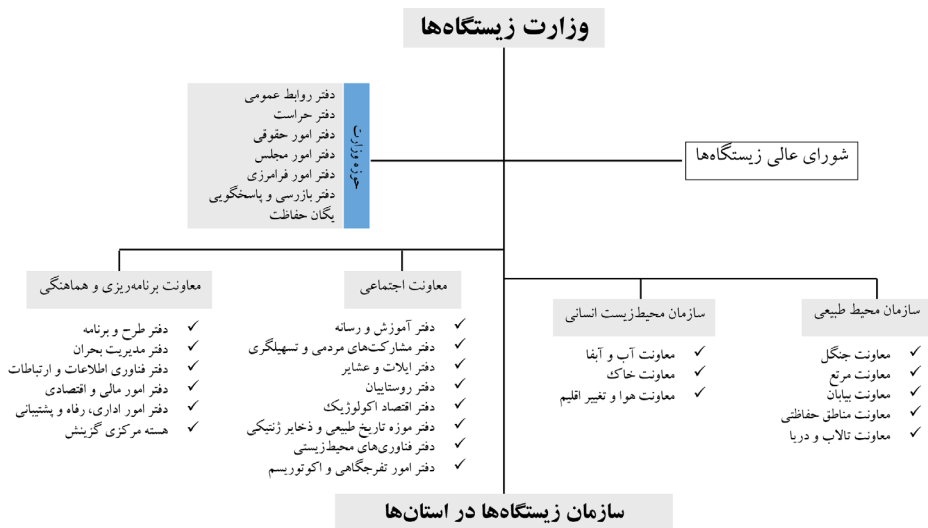 وزارت زیستگاه‌ها
شورای عالی زیستگاه‌ها
حوزه وزارت
دفتر روابط عمومی
دفتر حراست
دفتر امور حقوقی
دفتر امور مجلس
دفتر امور فرامرزی
دفتر بازرسی و پاسخگویی
یگان حفاظت
سازمان محیط طبیعی
معاونت جنگل
معاونت مرتع
معاونت بیابان
معاونت مناطق حفاظتی
معاونت تالاب و دریا
سازمان محیط‌زیست انسانی
معاونت آب و آبفا
معاونت خاک
معاونت هوا و تغییر اقلیم
معاونت اجتماعی
دفتر آموزش و رسانه
دفتر مشارکت‌های مردمی و تسهیلگری
دفتر ایلات و عشایر
دفتر روستاییان
دفتر اقتصاد اکولوژیک
دفتر موزه تاریخ طبیعی و ذخایر ژنتیکی
دفتر فناوری‌های محیط‌زیستی
دفتر امور تفرجگاهی و اکوتوریسم
معاونت برنامه‌ریزی و هماهنگی
دفتر طرح و برنامه
دفتر مدیریت بحران
دفتر فناوری اطلاعات و ارتباطات
دفتر امور مالی و اقتصادی
دفتر امور اداری، رفاه و پشتیبانی
هسته مرکزی گزینش
سازمان زیستگاه‌ها در استان‌ها